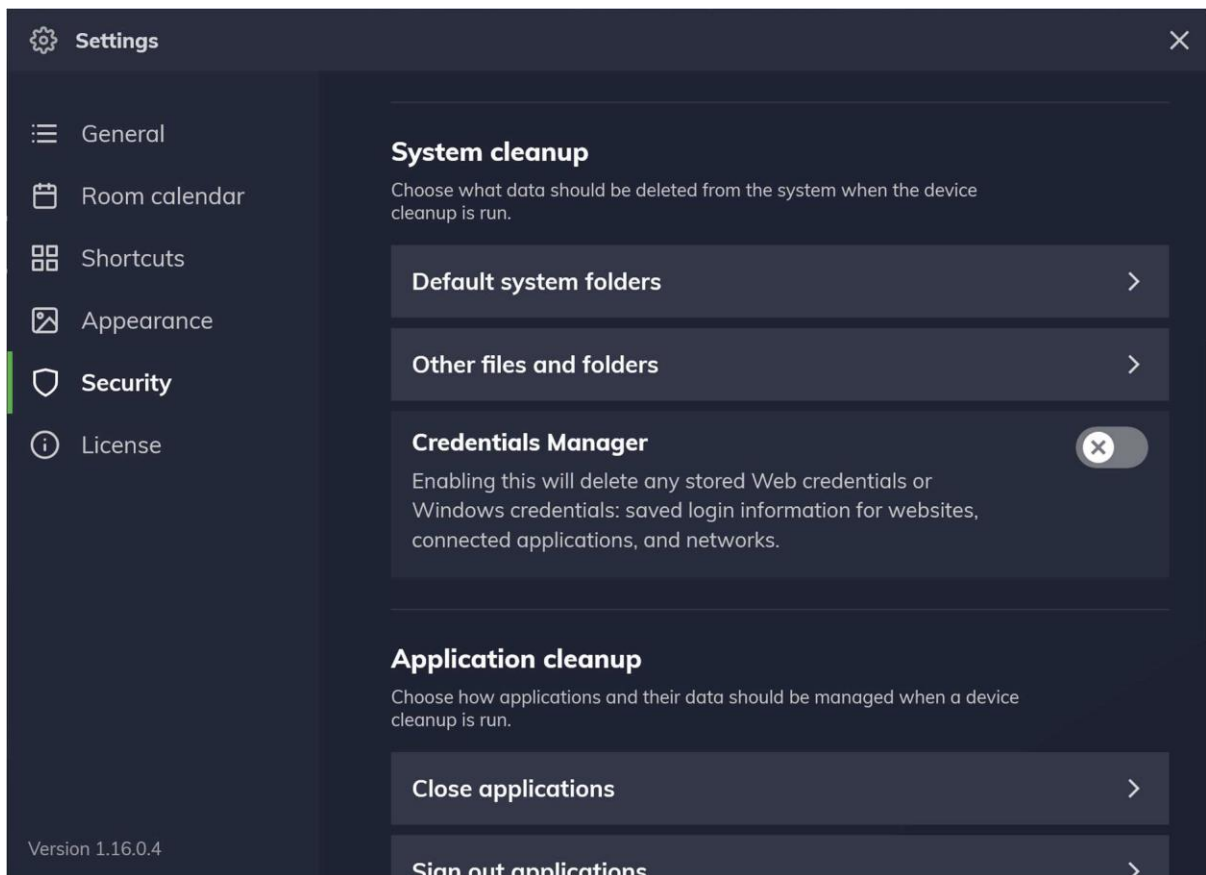 Settings
General
Room calendar
Shortcuts
Appearance
Security
License
Version 1.16.0.4
System cleanup
Choose what data should be deleted from the system when the device
cleanup is run.
Default system folders
Other files and folders
Credentials Manager
Enabling this will delete any stored Web credentials or
Windows credentials: saved login information for websites,
connected applications, and networks.
Application cleanup
Choose how applications and their data should be managed when a device
cleanup is run.
Close applications
Sign out applications